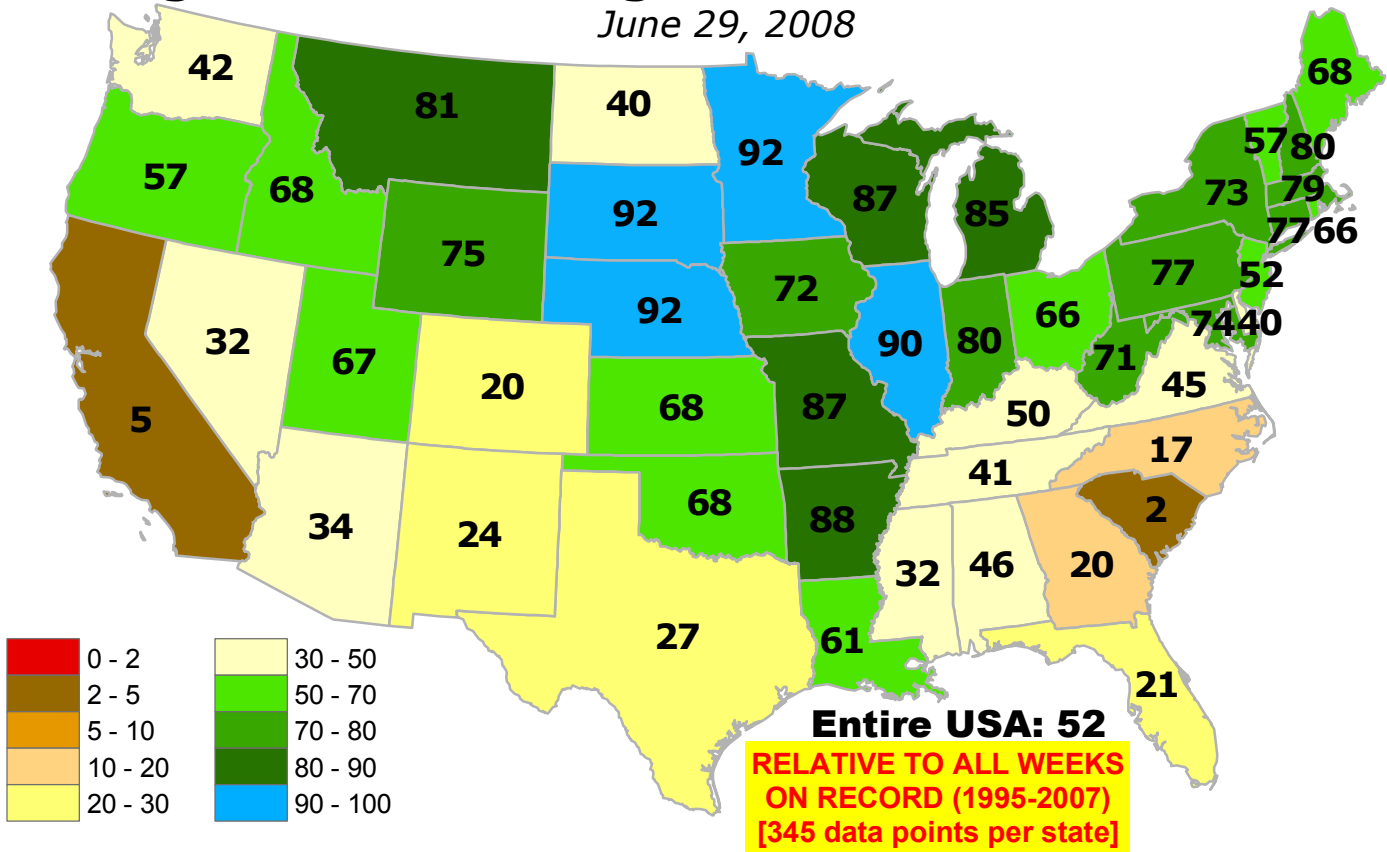 June 29, 2008
42
81
40
92
68
57
68
92
87
85
57 80
73 79
77 66
75
72
77
52
32
67
92
90
80
66
74 40
71
5
20
68
87
50
45
41
17
34
24
68
88
2
32
46
20
27
61
21
0 - 2
2 - 5
5 - 10
10 - 20
20 - 30
30 - 50
50 - 70
70 - 80
80 - 90
90 - 100
Entire USA: 52
RELATIVE TO ALL WEEKS
ON RECORD (1995-2007)
[345 data points per state]